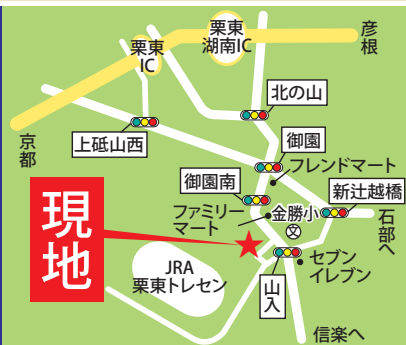 栗東
IC
栗東
湖南IC
彦根
京都
北の山
上砥山西
御園
フレンドマート
御園南
新辻越橋
ファミリー
マート
金勝小
文
石部へ
現地
JRA
栗東トレセン
セブン
イレブン
山入
信楽へ